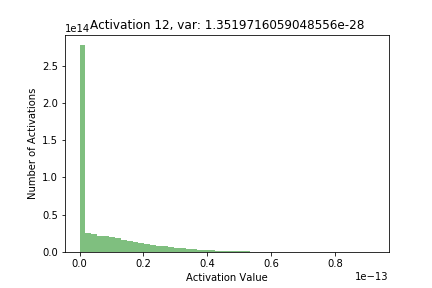 Activation 12, var: 1.3519716059048556e-28
1e14
2.5
2.0
1.5
1.0
0.5
0.0
Number of Activations
0.0 0.2 0.4 0.6 0.8
1e−13
Activation Value